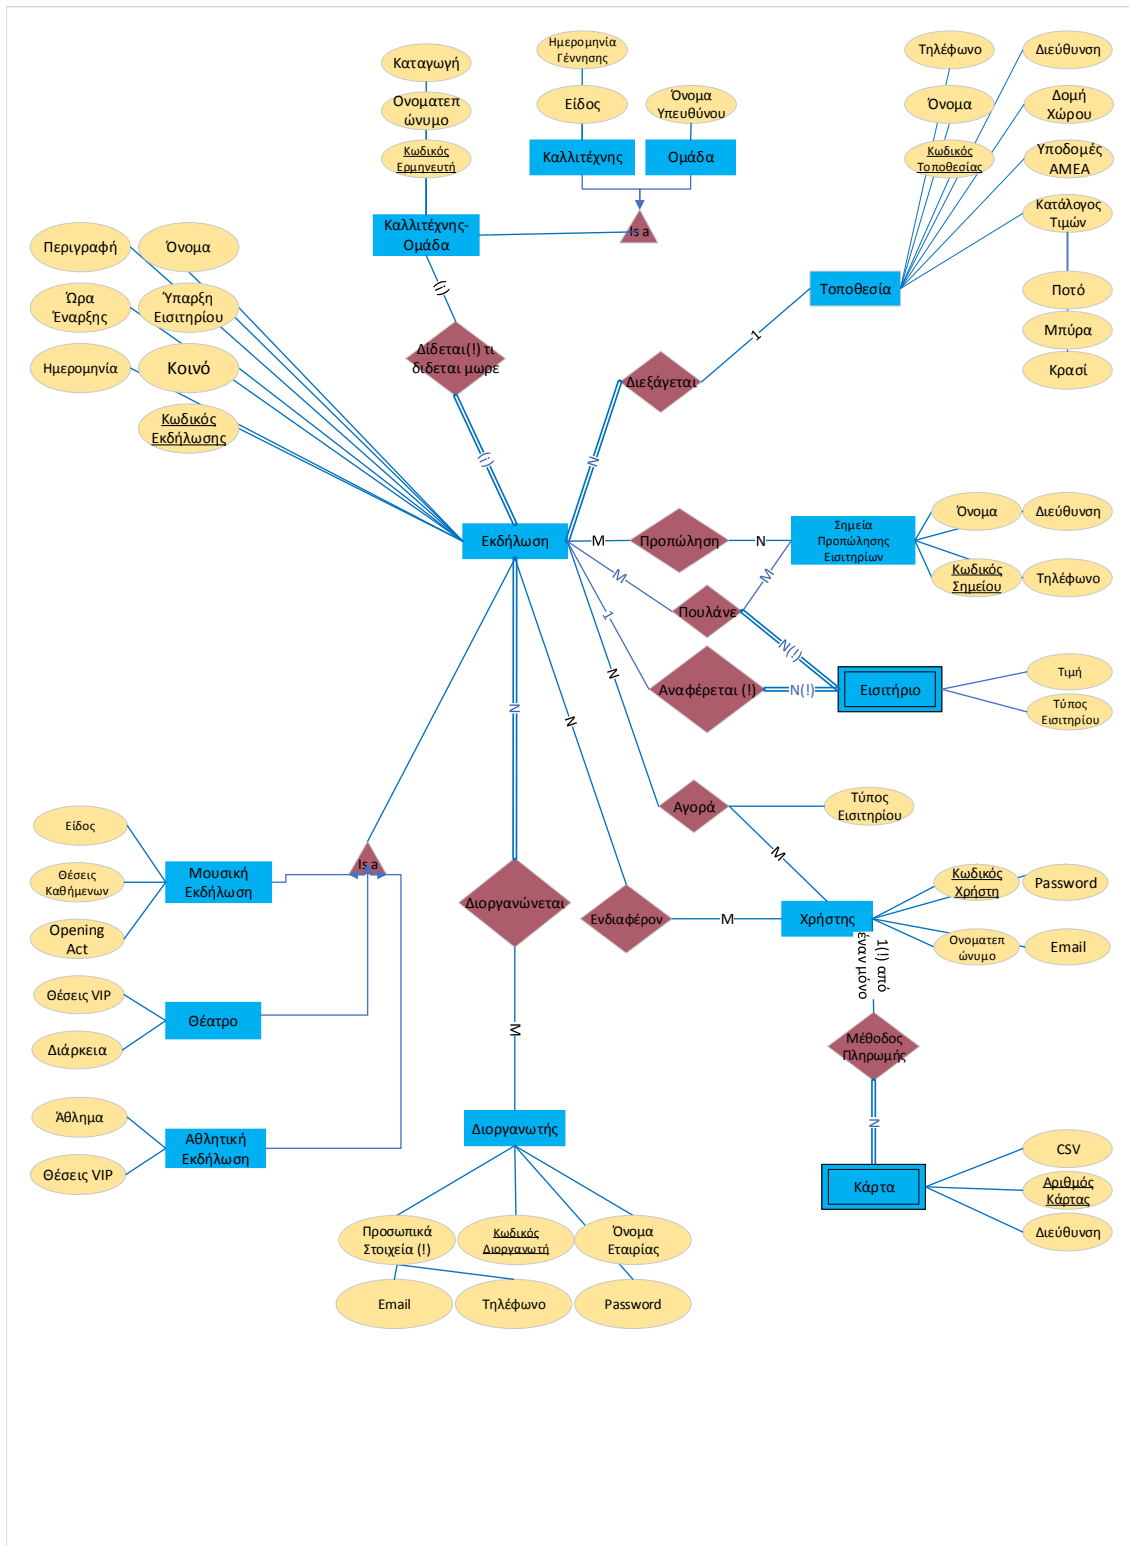 Καταγωγή
Ονοματεπ
ώνυμο
Κωδικός
Ερμηνευτή
Ημερομηνία
Γέννησης
Είδος
Όνομα
Υπευθύνου
Καλλιτέχνης
Ομάδα
Καλλιτέχνης-
Ομάδα
Is a
Τηλέφωνο
Διεύθυνση
Όνομα
Δομή
Χώρου
Κωδικός
Τοποθεσίας
Υποδομές
ΑΜΕΑ
Κατάλογος
Τιμών
Τοποθεσία
Ποτό
Μπύρα
Κρασί
Περιγραφή
Όνομα
Ώρα
Έναρξης
Ύπαρξη
Εισιτηρίου
Ημερομηνία
Κοινό
Κωδικός
Εκδήλωσης
(i)
Δίδεται(!) τι
διδεται μωρε
(i)
1
Διεξάγεται
N
Εκδήλωση
M
Προπώληση
N
Σημεία
Προπώλησης
Εισιτηρίων
Όνομα
Διεύθυνση
Κωδικός
Σημείου
Τηλέφωνο
M
Πουλάνε
M
N(!)
1
Αναφέρεται (!)
N(!)
Εισιτήριο
Τιμή
Τύπος
Εισιτηρίου
N
Αγορά
Τύπος
Εισιτηρίου
M
N
Ενδιαφέρον
M
Χρήστης
Κωδικός
Χρήστη
Password
Ονοματεπ
ώνυμο
Email
1(!) από
έναν μόνο
Μέθοδος
Πληρωμής
N
Κάρτα
CSV
Αριθμός
Κάρτας
Διεύθυνση
Είδος
Θέσεις
Καθήμενων
Opening
Act
Μουσική
Εκδήλωση
Is a
Θέσεις VIP
Διάρκεια
Θέατρο
Άθλημα
Θέσεις VIP
Αθλητική
Εκδήλωση
N
Διοργανώνεται
M
Διοργανωτής
Προσωπικά
Στοιχεία (!)
Κωδικός
Διοργανωτή
Όνομα
Εταιρίας
Email
Τηλέφωνο
Password